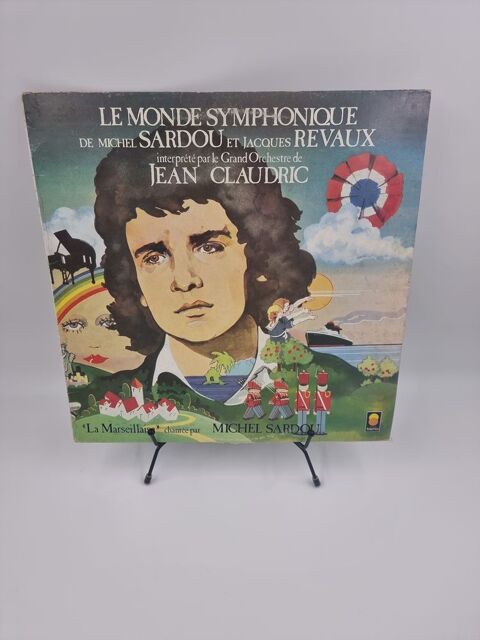 LE MONDE SYMPHONIQUE
DE MICHEL SARDOU ET JACQUES REVAUX
interprété par le Grand Orchestre de
JEAN CLAUDRIC
'La Marseillaise' chantée par MICHEL SARDOU